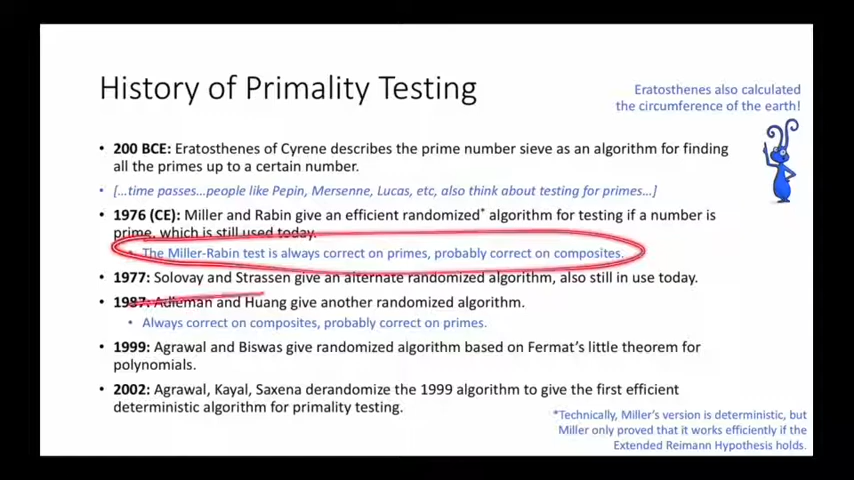 History of Primality Testing
Eratosthenes also calculated
the circumference of the earth!
• 200 BCE: Eratosthenes of Cyrene describes the prime number sieve as an algorithm for finding
all the primes up to a certain number.
• [...time passes...people like Pepin, Mersenne, Lucas, etc, also think about testing for primes...]
• 1976 (CE): Miller and Rabin give an efficient randomized* algorithm for testing if a number is
prime, which is still used today.
• The Miller-Rabin test is always correct on primes, probably correct on composites.
• 1977: Solovay and Strassen give an alternate randomized algorithm, also still in use today.
• 1987: Adleman and Huang give another randomized algorithm.
• Always correct on composites, probably correct on primes.
• 1999: Agrawal and Biswas give randomized algorithm based on Fermat's little theorem for
polynomials.
• 2002: Agrawal, Kayal, Saxena derandomize the 1999 algorithm to give the first efficient
deterministic algorithm for primality testing.
*Technically, Miller's version is deterministic, but
Miller only proved that it works efficiently if the
Extended Reimann Hypothesis holds.